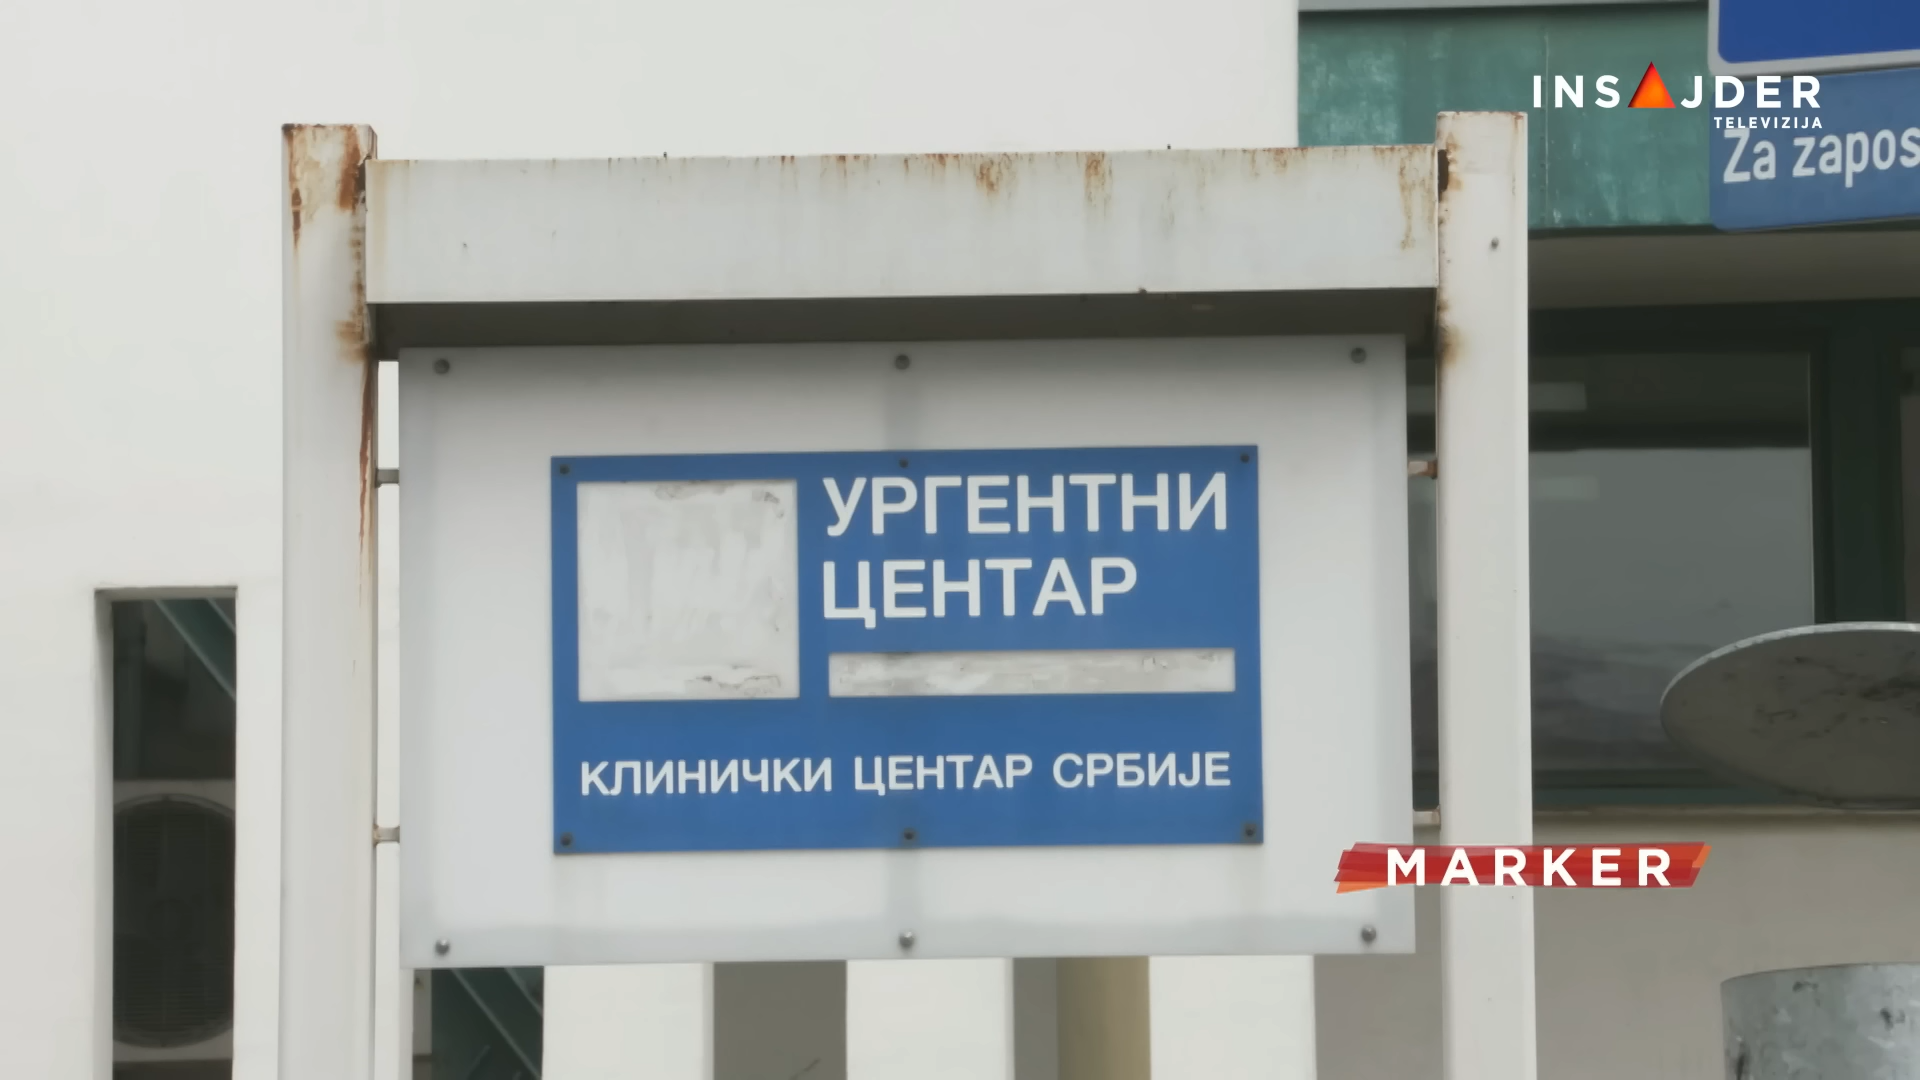 INSAJDER
TELEVIZIJA
Za zapos
УРГЕНТНИ
ЦЕНТАР
КЛИНИЧКИ ЦЕНТАР СРБИЈЕ
MARKER